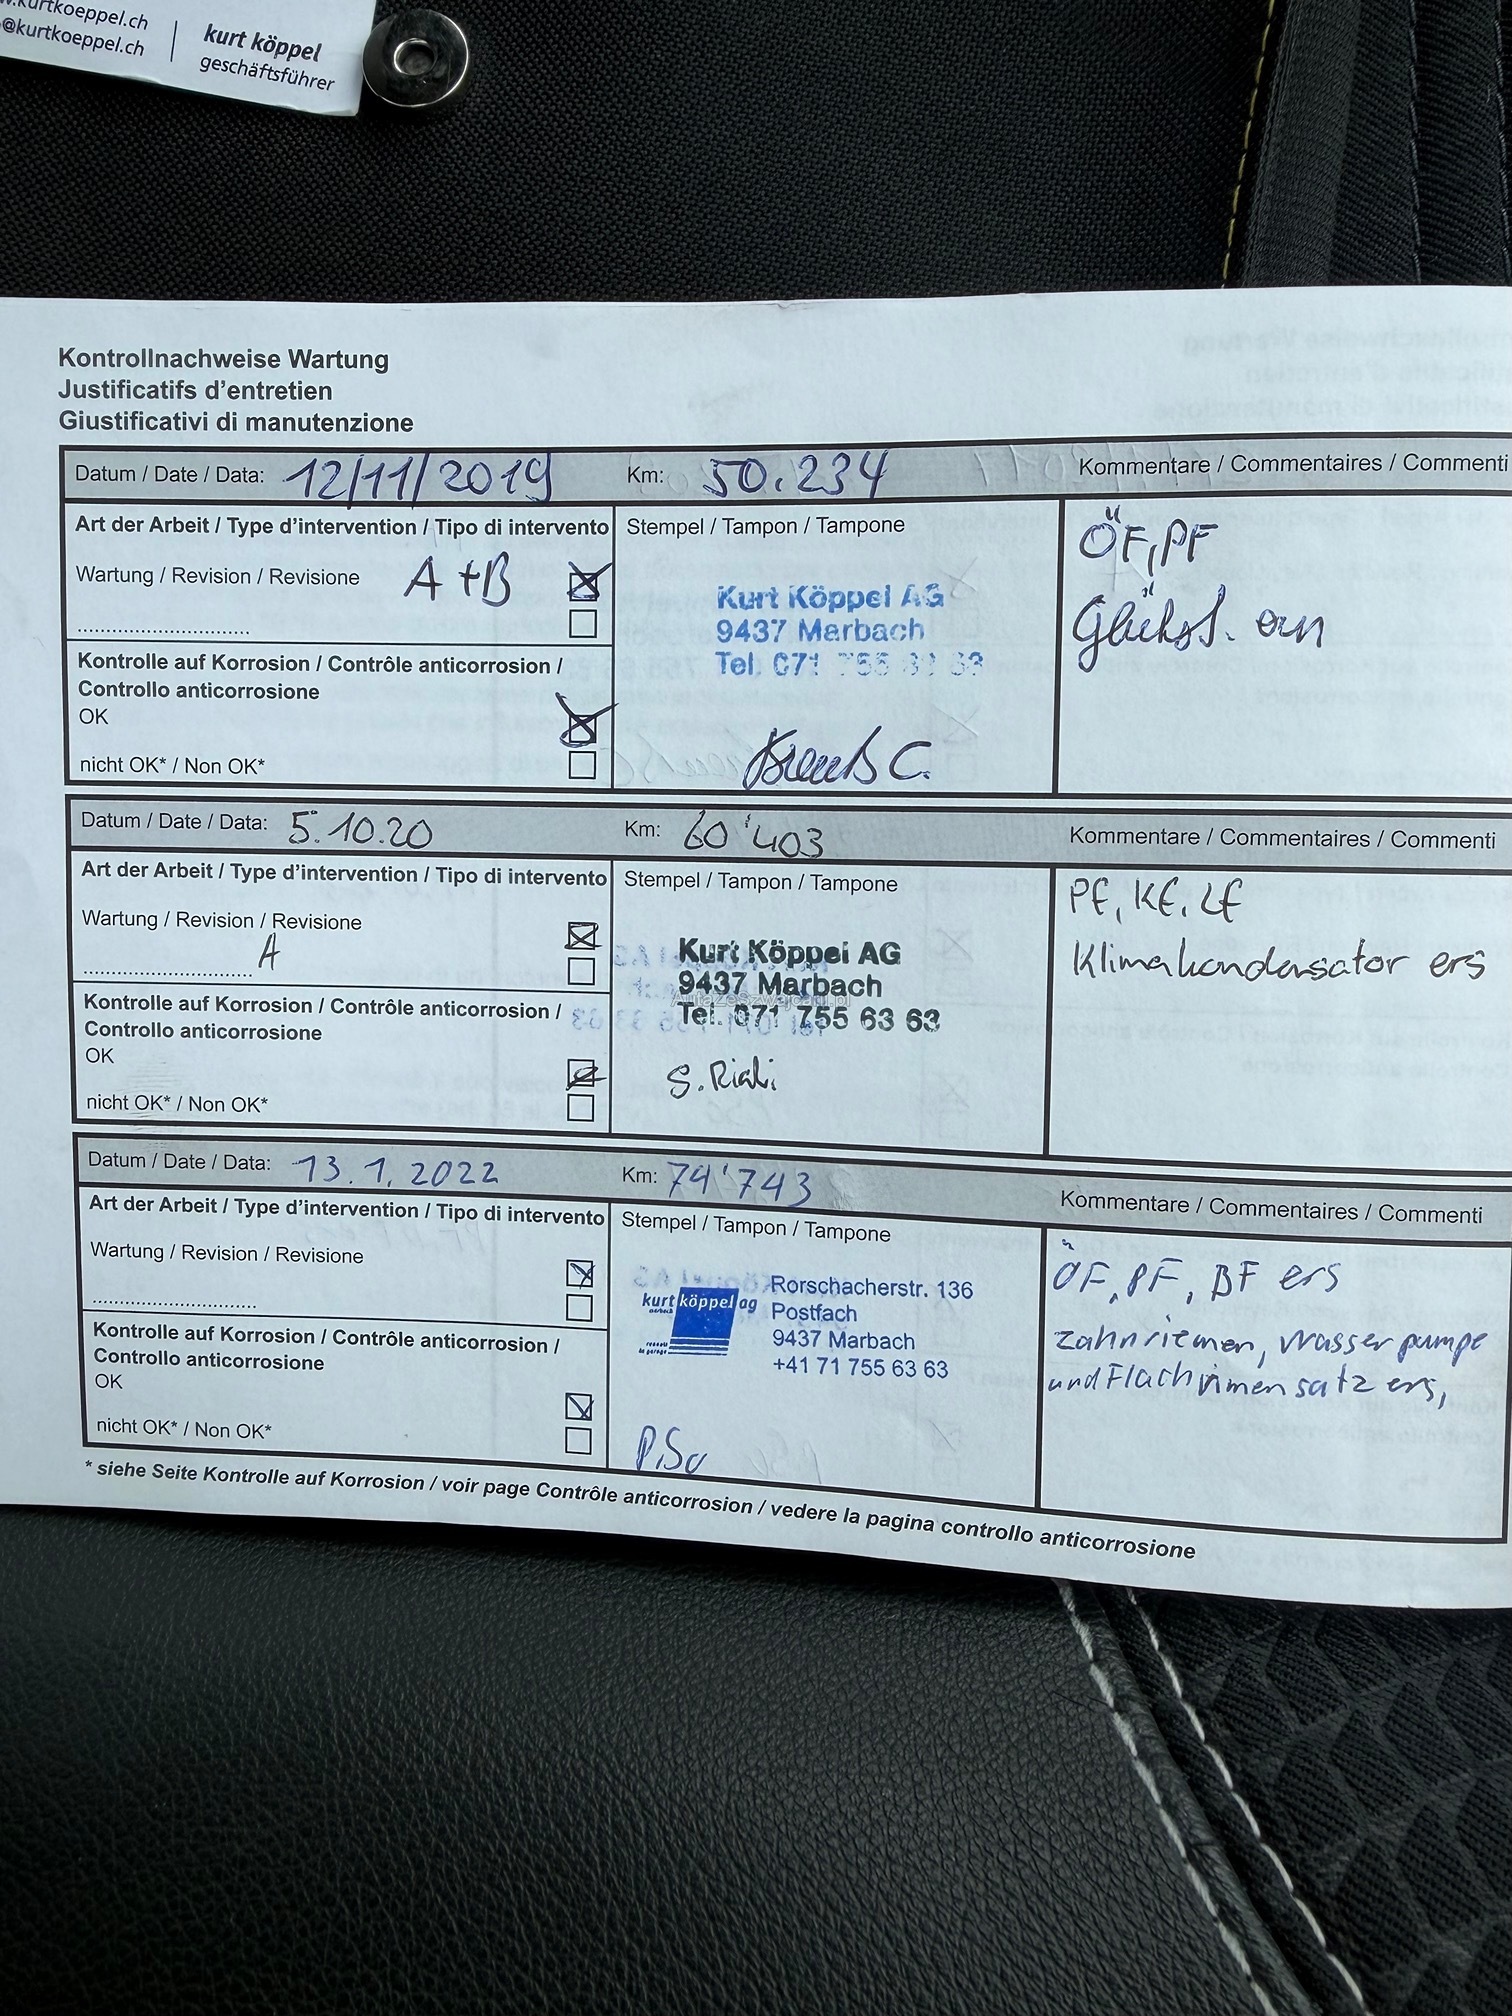 kurtkoeppel.ch
@kurtkoeppel.ch
kurt köppel
geschäftsführer
Kontrollnachweise Wartung
Justificatifs d'entretien
Giustificativi di manutenzione
Datum / Date / Data: 12/11/2019 Km: 50.234 Kommentare / Commentaires / Commenti
Art der Arbeit / Type d'intervention / Tipo di intervento Stempel / Tampon / Tampone ÖF, PF
Wartung / Revision / Revisione A+B
Kurt Köppel AG
9437 Marbach
Tel. 071 755 63 63
Kontrolle auf Korrosion / Contrôle anticorrosion /
Controllo anticorrosione
OK
nicht OK* / Non OK*
Datum / Date / Data: 5.10.20 Km: 60'403 Kommentare / Commentaires / Commenti
Art der Arbeit / Type d'intervention / Tipo di intervento Stempel / Tampon / Tampone PF, KF, LF
Wartung / Revision / Revisione
A
Klimakondensator ers
Kurt Köppel AG
9437 Marbach
AutaZeSzwajcarii.pl
Tel. 071 755 63 63
Kontrolle auf Korrosion / Contrôle anticorrosion /
Controllo anticorrosione
OK
nicht OK* / Non OK*
Datum / Date / Data: 13.1.2022 Km: 74'743 Kommentare / Commentaires / Commenti
Art der Arbeit / Type d'intervention / Tipo di intervento Stempel / Tampon / Tampone ÖF, PF, BF ers
Wartung / Revision / Revisione
Zahnriemen, Wasserpumpe
und Flachrimensatz ers,
kurt köppel ag
Rorschacherstr. 136
Postfach
9437 Marbach
+41 71 755 63 63
Kontrolle auf Korrosion / Contrôle anticorrosion /
Controllo anticorrosione
OK
nicht OK* / Non OK*
* siehe Seite Kontrolle auf Korrosion / voir page Contrôle anticorrosion / vedere la pagina controllo anticorrosione